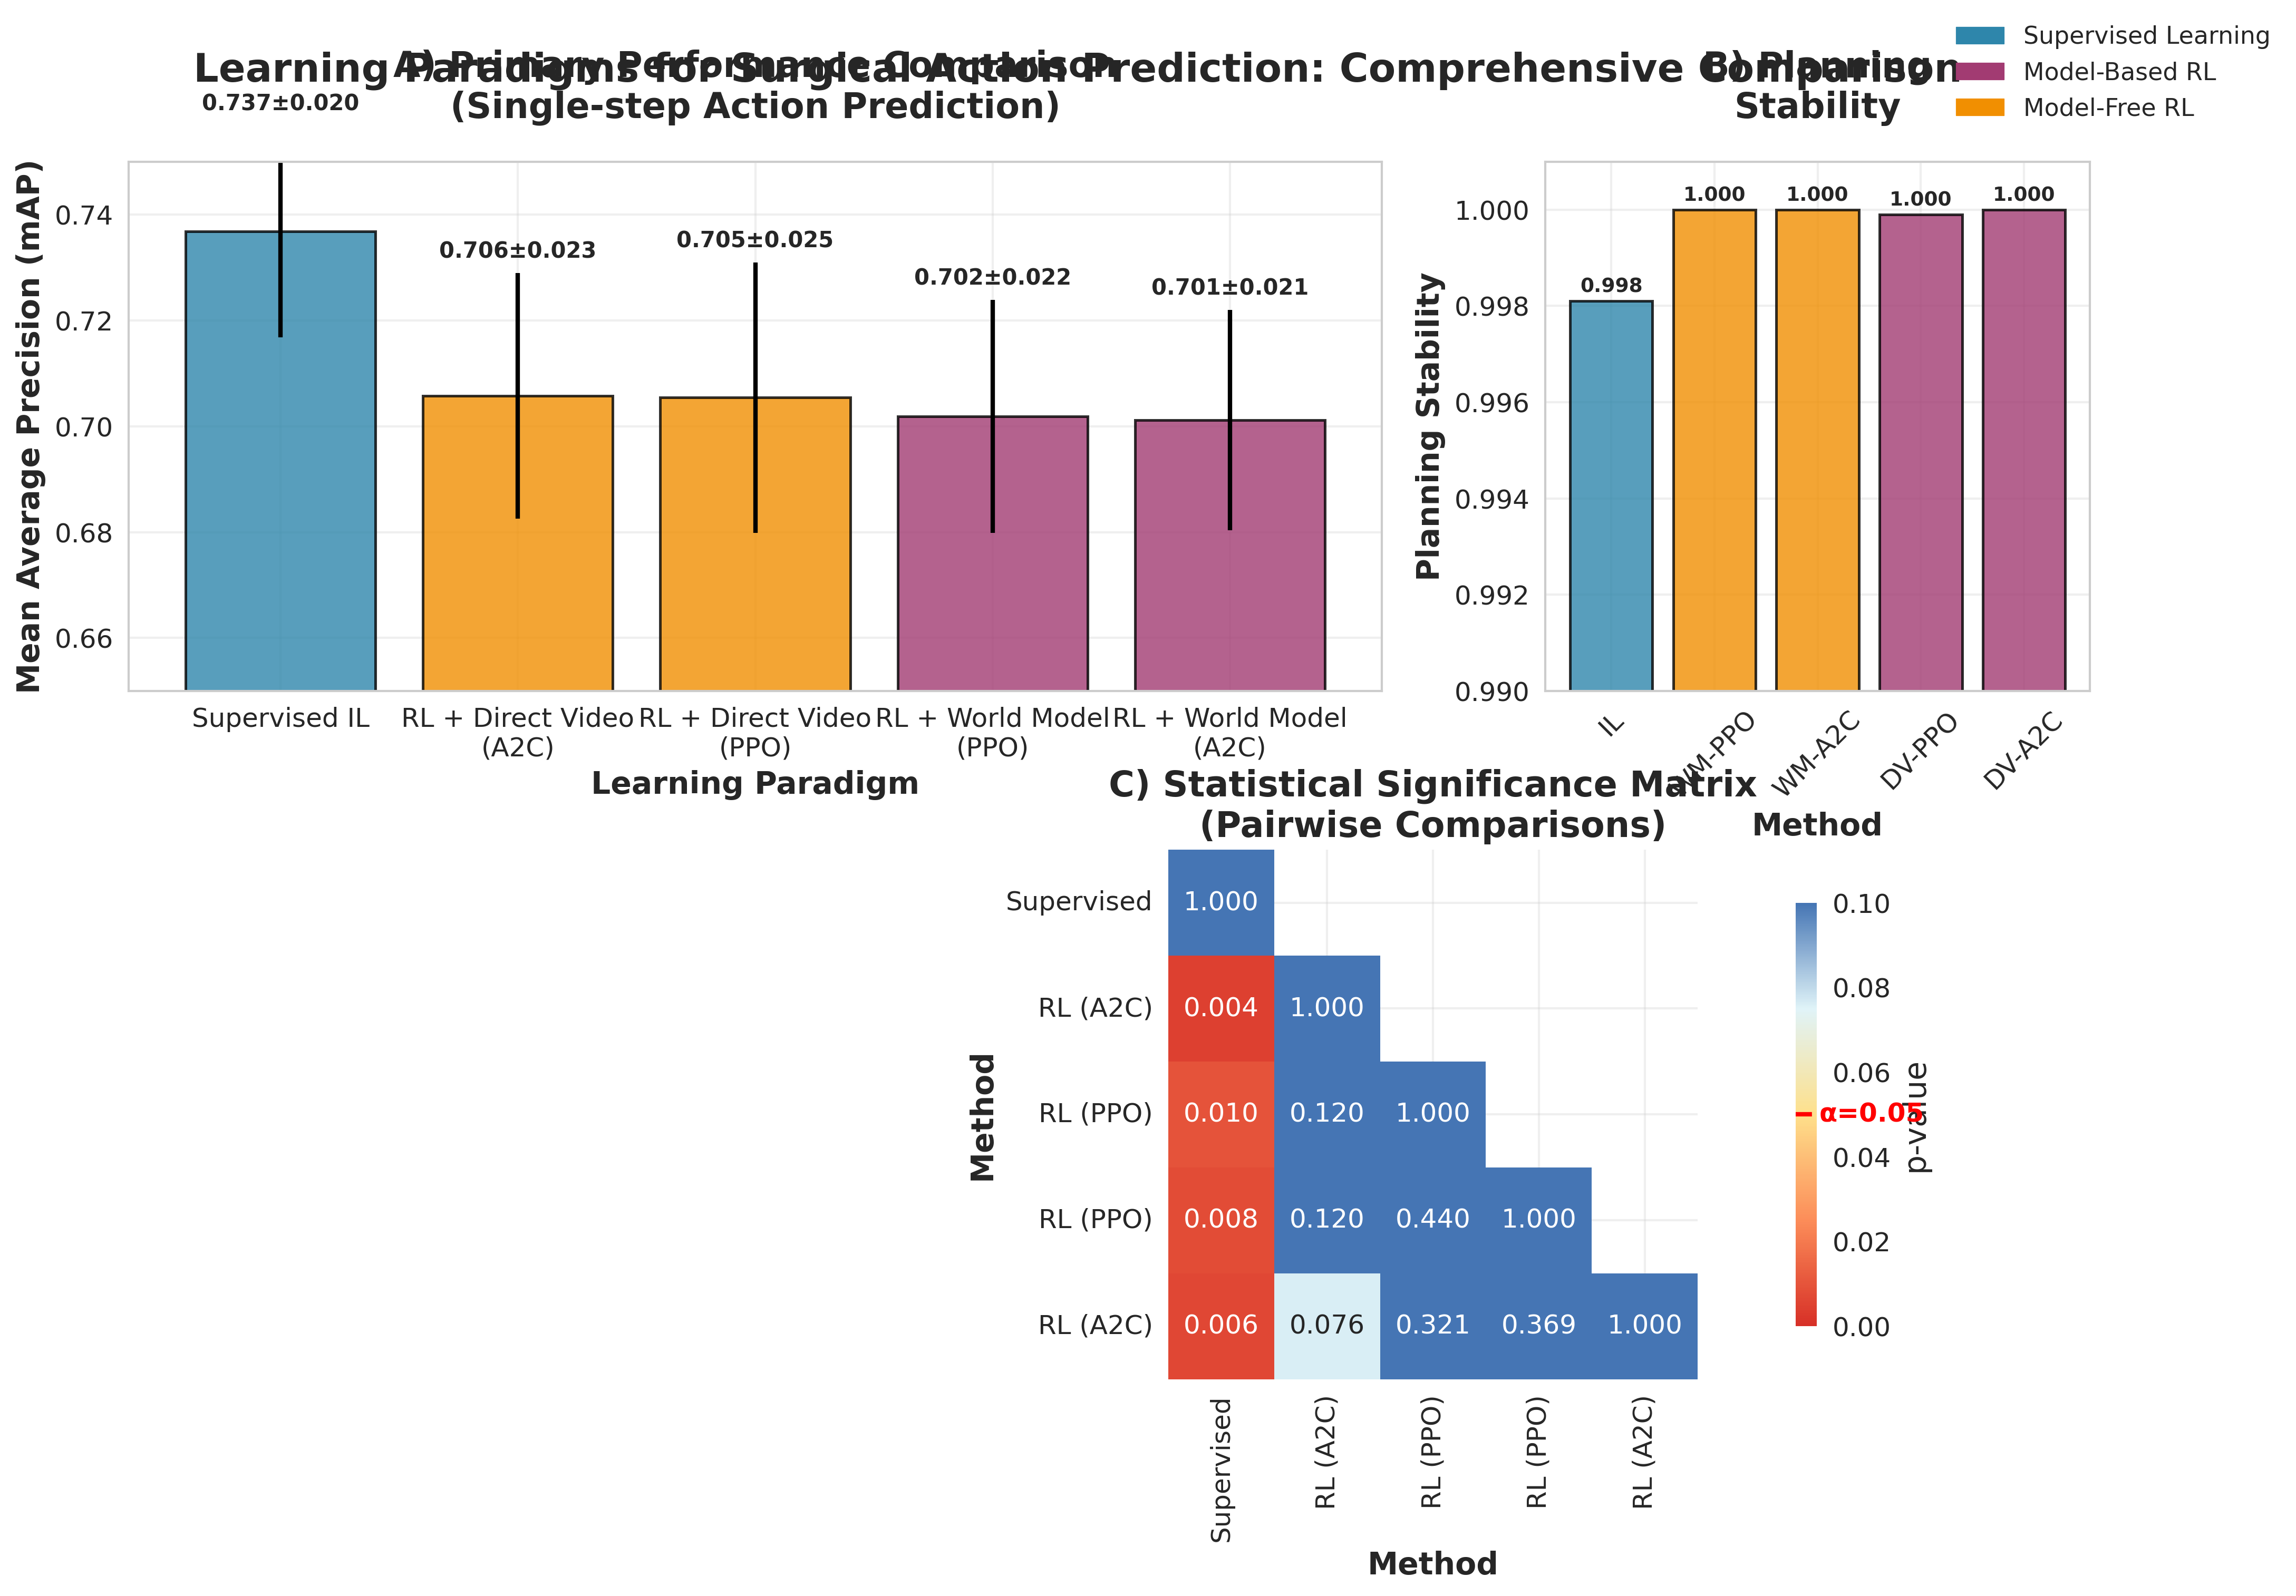 Learning Paradigms for Surgical Action Prediction: Comprehensive Comparison
Supervised Learning
Model-Based RL
Model-Free RL
A) Primary Performance Comparison
(Single-step Action Prediction)
Mean Average Precision (mAP)
0.74
0.72
0.70
0.68
0.66
0.737±0.020
0.706±0.023
0.705±0.025
0.702±0.022
0.701±0.021
Supervised IL
RL + Direct Video
(A2C)
RL + Direct Video
(PPO)
RL + World Model
(PPO)
RL + World Model
(A2C)
Learning Paradigm
B) Planning
Stability
Planning Stability
1.000
0.998
0.996
0.994
0.992
0.990
0.998
1.000
1.000
1.000
1.000
IL
WM-PPO
WM-A2C
DV-PPO
DV-A2C
Method
C) Statistical Significance Matrix
(Pairwise Comparisons)
Method
Supervised
1.000
RL (A2C)
0.004 1.000
RL (PPO)
0.010 0.120 1.000
RL (PPO)
0.008 0.120 0.440 1.000
RL (A2C)
0.006 0.076 0.321 0.369 1.000
Supervised
RL (A2C)
RL (PPO)
RL (PPO)
RL (A2C)
Method
0.10
0.08
0.06
α=0.05
0.04
0.02
0.00
p-value